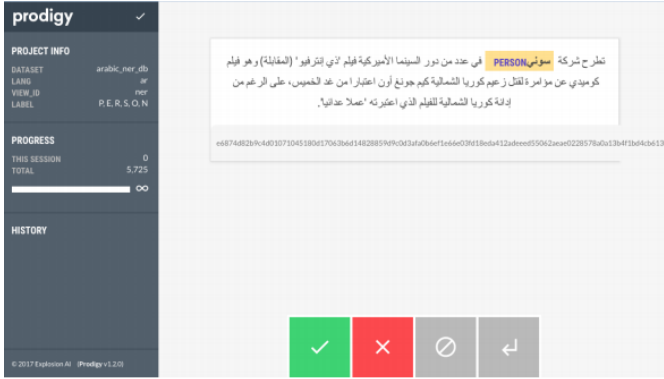 prodigy
PROJECT INFO
DATASET arabic_ner_db
LANG ar
VIEW_ID ner
LABEL P, E, R, S, O, N
PROGRESS
THIS SESSION 0
TOTAL 5,725
∞
HISTORY
© 2017 Explosion AI (Prodigy v1.2.0)
تطرح شركة سوني PERSON في عدد من دور السينما الأميركية فيلم "ذي إنترفيو" (المقابلة) وهو فيلم
كوميدي عن مؤامرة لقتل زعيم كوريا الشمالية كيم جونغ أون اعتبارا من غد الخميس، على الرغم من
إدانة كوريا الشمالية للفيلم الذي اعتبرته "عملا عدائيا".